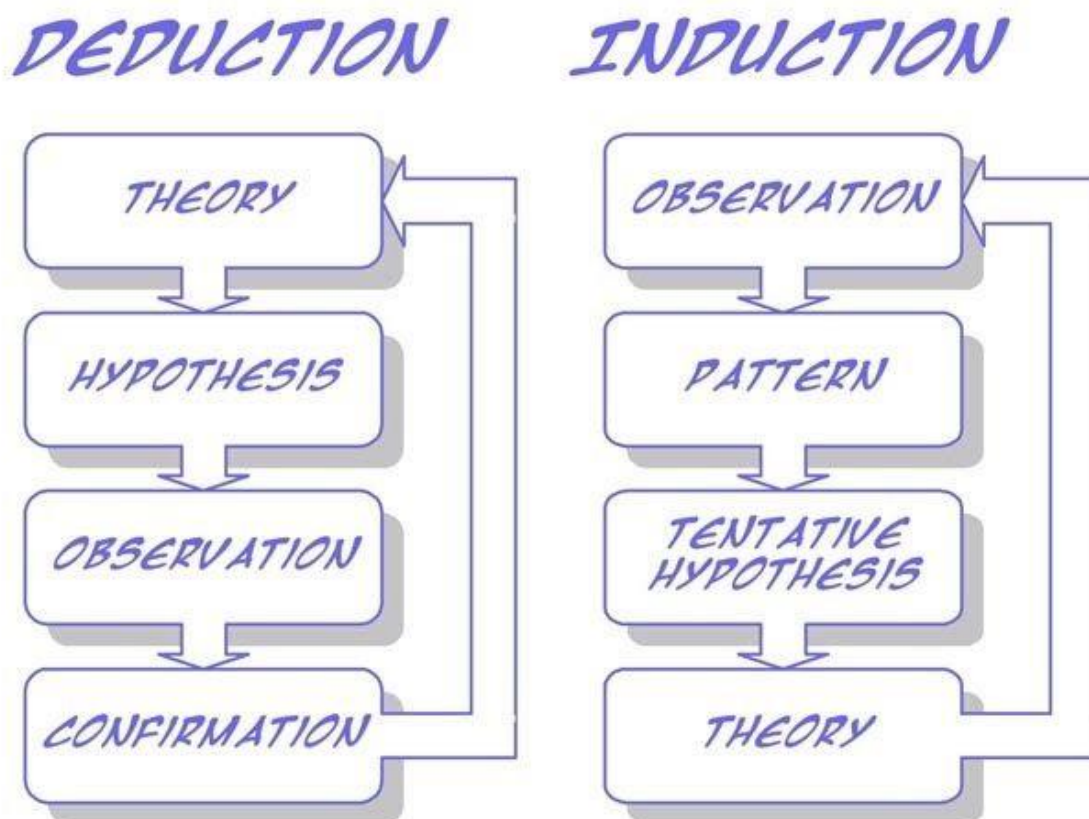 DEDUCTION
THEORY
HYPOTHESIS
OBSERVATION
CONFIRMATION
INDUCTION
OBSERVATION
PATTERN
TENTATIVE
HYPOTHESIS
THEORY